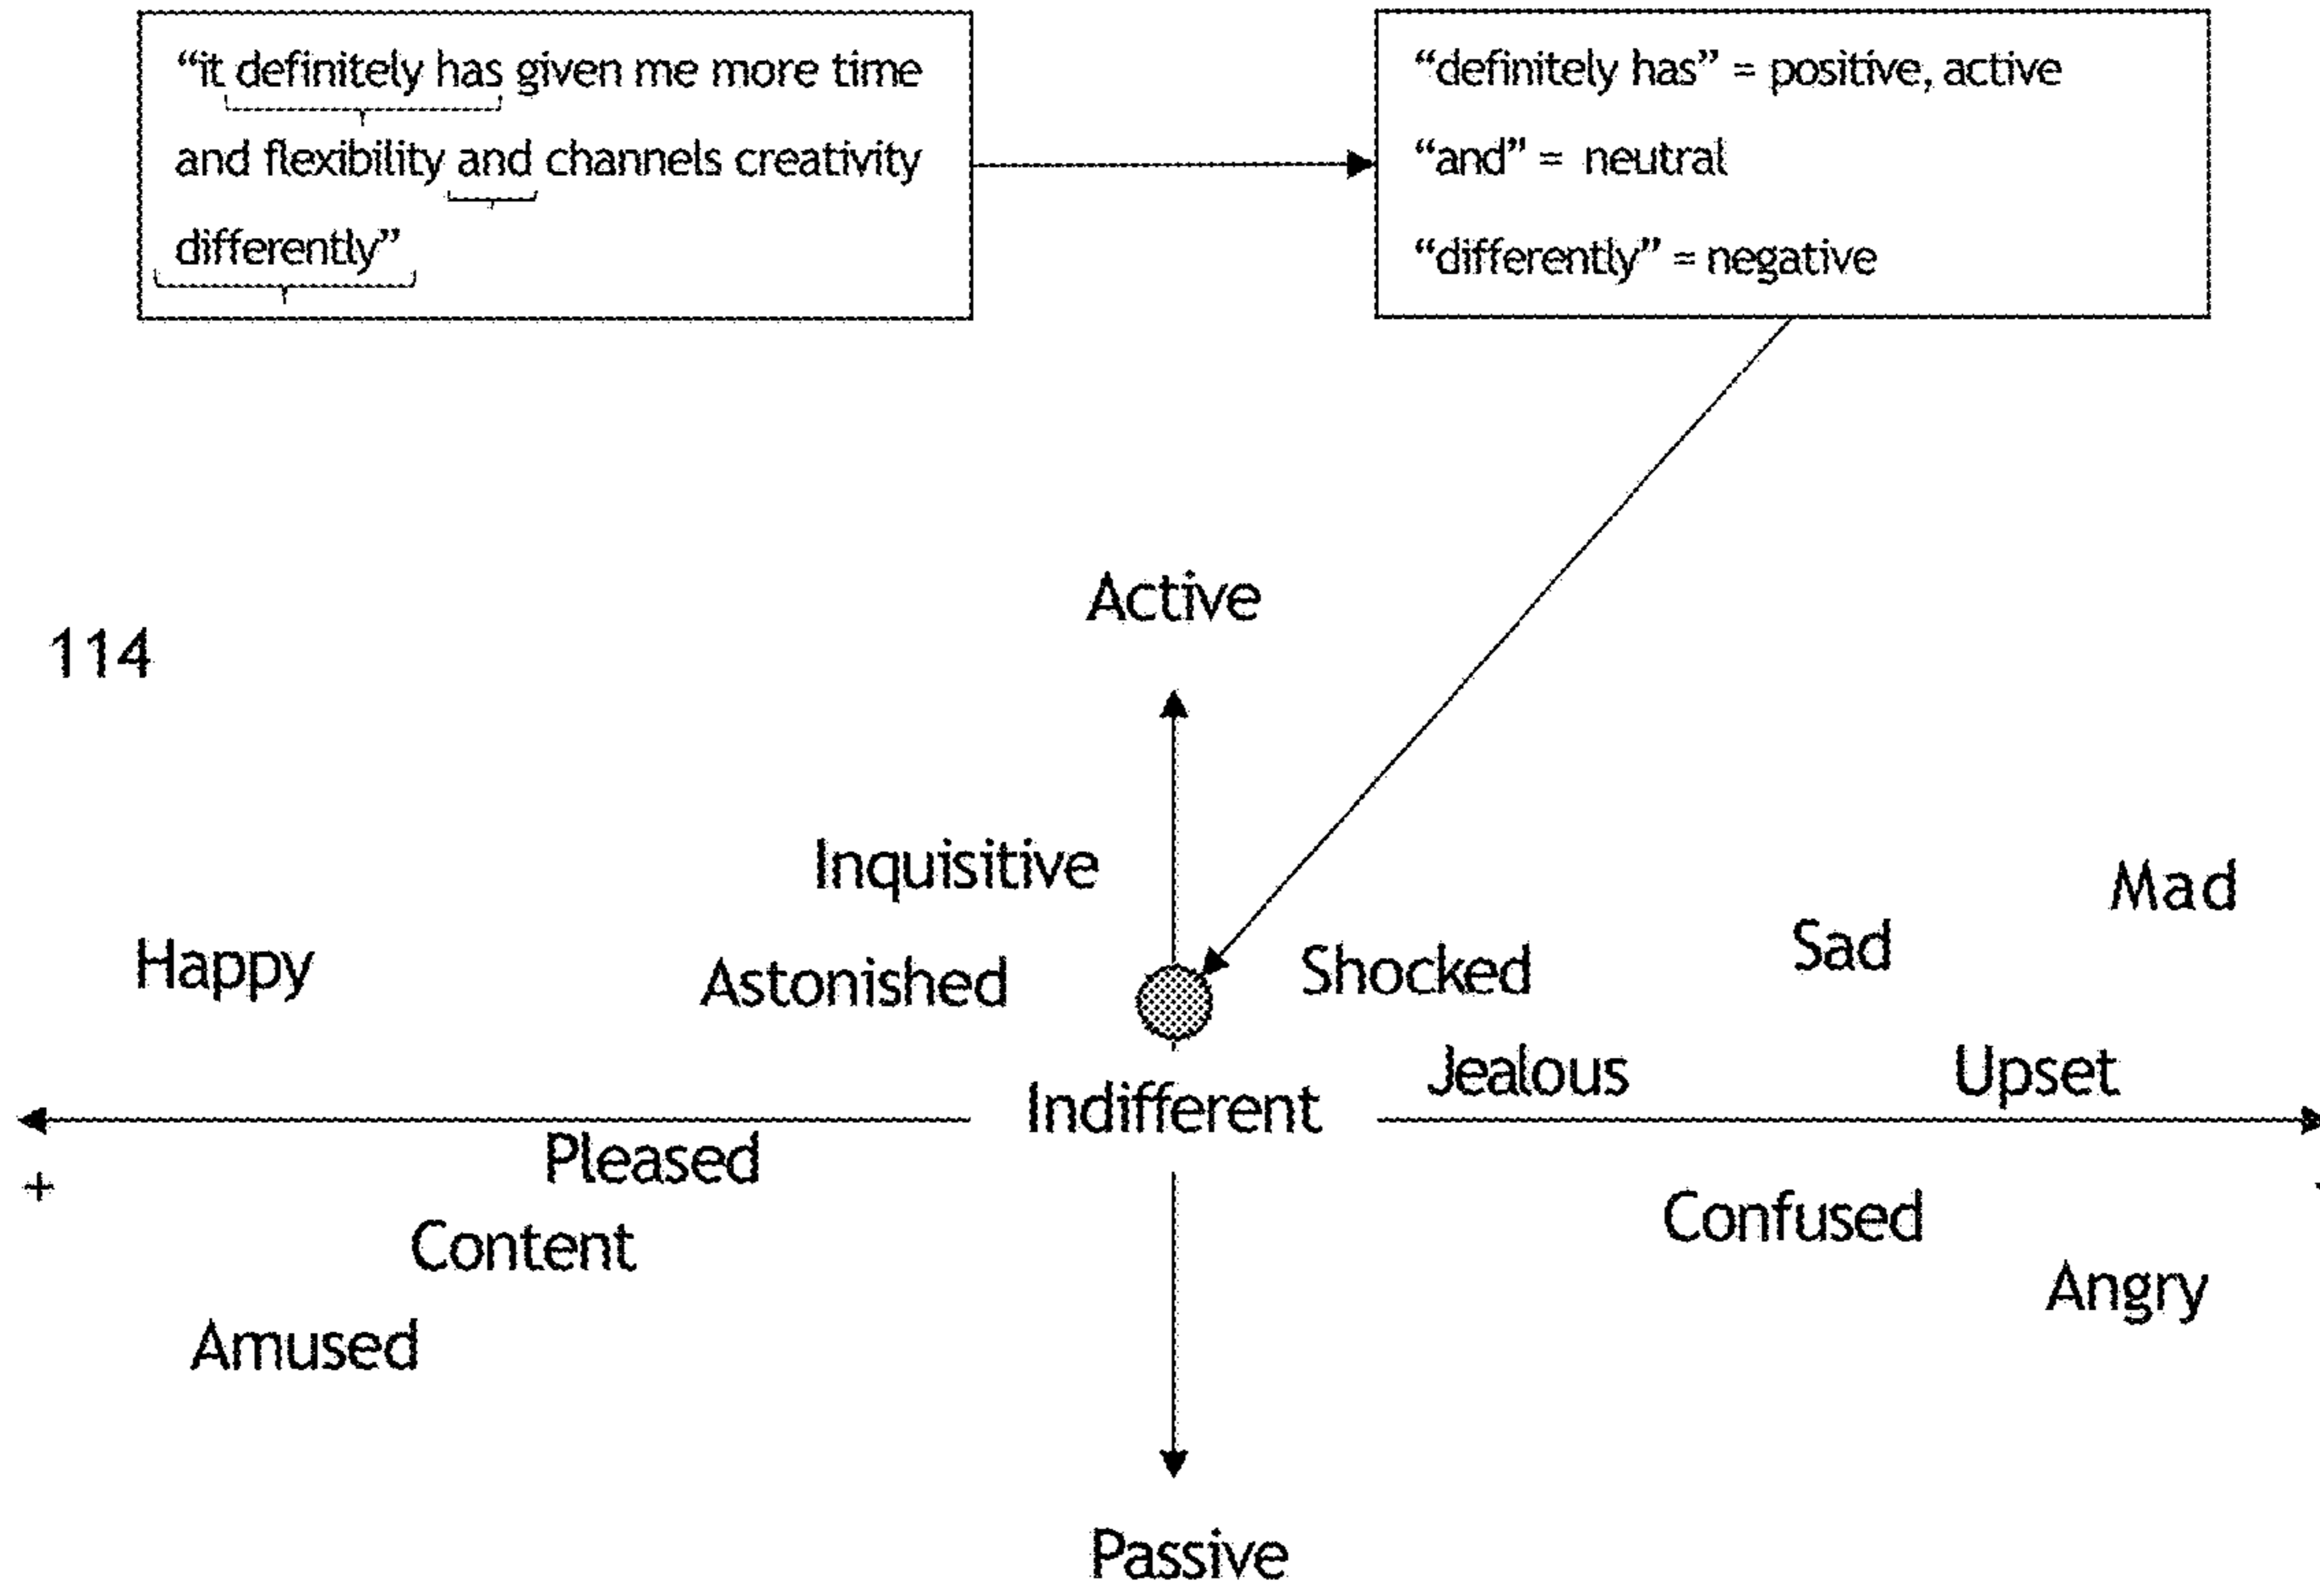 “it definitely has given me more time
and flexibility and channels creativity
differently”
“definitely has” = positive, active
“and” = neutral
“differently” = negative
Active
114
Inquisitive
Mad
Sad
Happy
Astonished
Shocked
Jealous
Upset
Indifferent
Pleased
+
Confused
Content
Angry
Amused
Passive